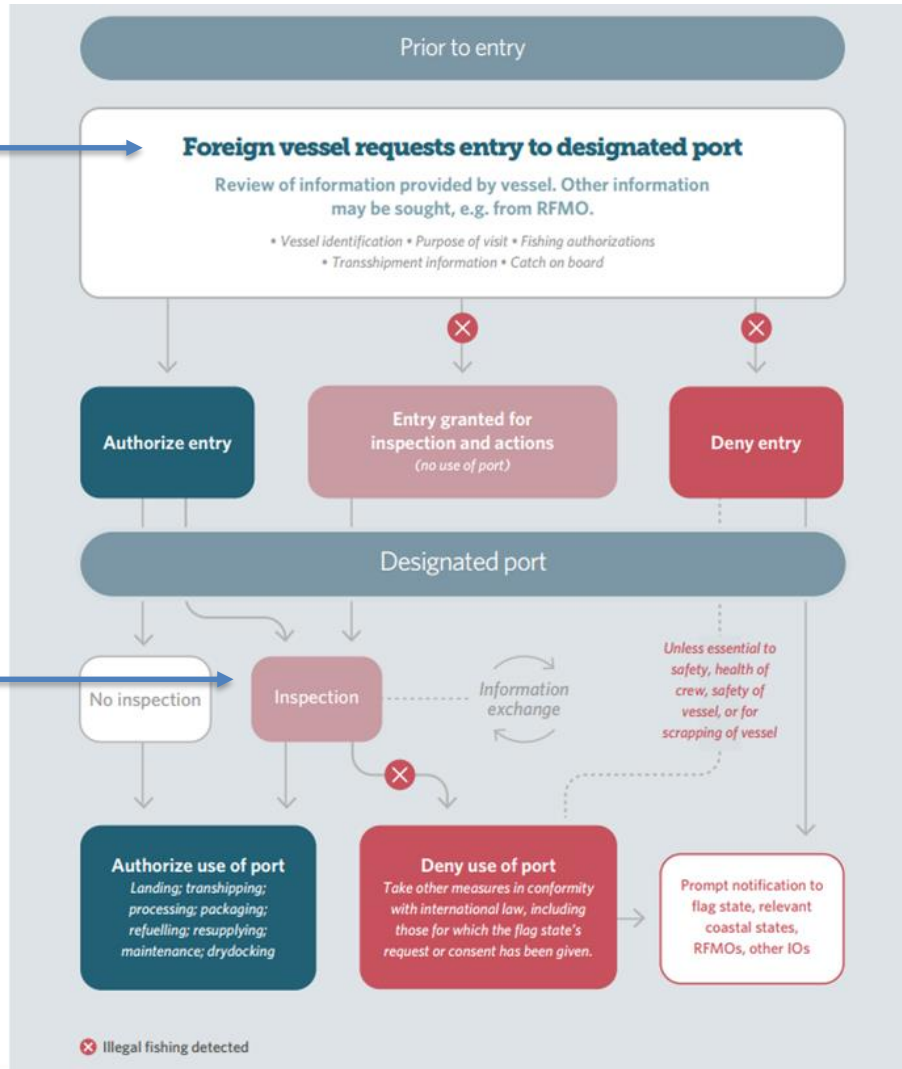 Prior to entry
Foreign vessel requests entry to designated port
Review of information provided by vessel. Other information
may be sought, e.g. from RFMO.
• Vessel identification • Purpose of visit • Fishing authorizations
• Transshipment information • Catch on board
Authorize entry
Entry granted for
inspection and actions
(no use of port)
Deny entry
Designated port
No inspection
Inspection
Information
exchange
Unless essential to
safety, health of
crew, safety of
vessel, or for
scrapping of vessel
Authorize use of port
Landing; transhipping;
processing; packaging;
refuelling; resupplying;
maintenance; drydocking
Deny use of port
Take other measures in conformity
with international law, including
those for which the flag state's
request or consent has been given.
Prompt notification to
flag state, relevant
coastal states,
RFMOs, other IOs
Illegal fishing detected